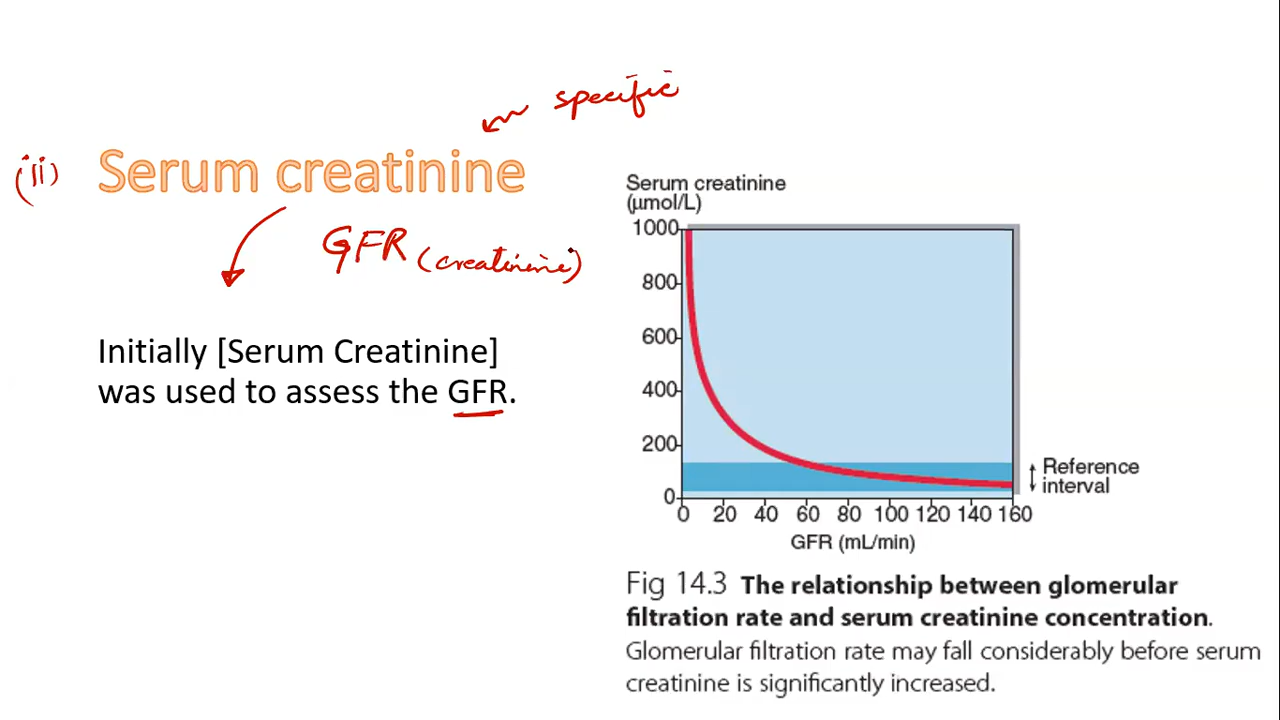 specific
(ii) Serum creatinine
GFR (creatinine)
Initially [Serum Creatinine]
was used to assess the GFR.
Serum creatinine
(µmol/L)
1000
800
600
400
200
0
0 20 40 60 80 100 120 140 160
GFR (mL/min)
Reference
interval
Fig 14.3 The relationship between glomerular
filtration rate and serum creatinine concentration.
Glomerular filtration rate may fall considerably before serum
creatinine is significantly increased.